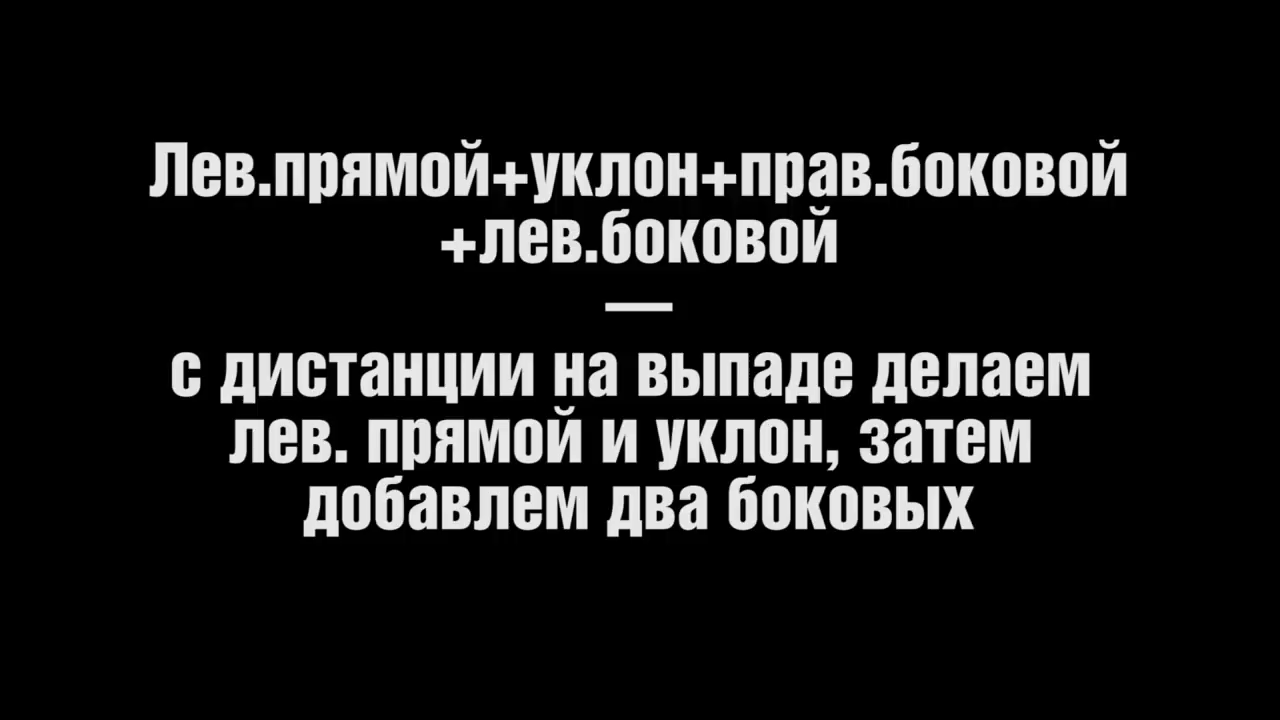 Лев.прямой+уклон+прав.боковой
+лев.боковой
—
с дистанции на выпаде делаем
лев. прямой и уклон, затем
добавлем два боковых